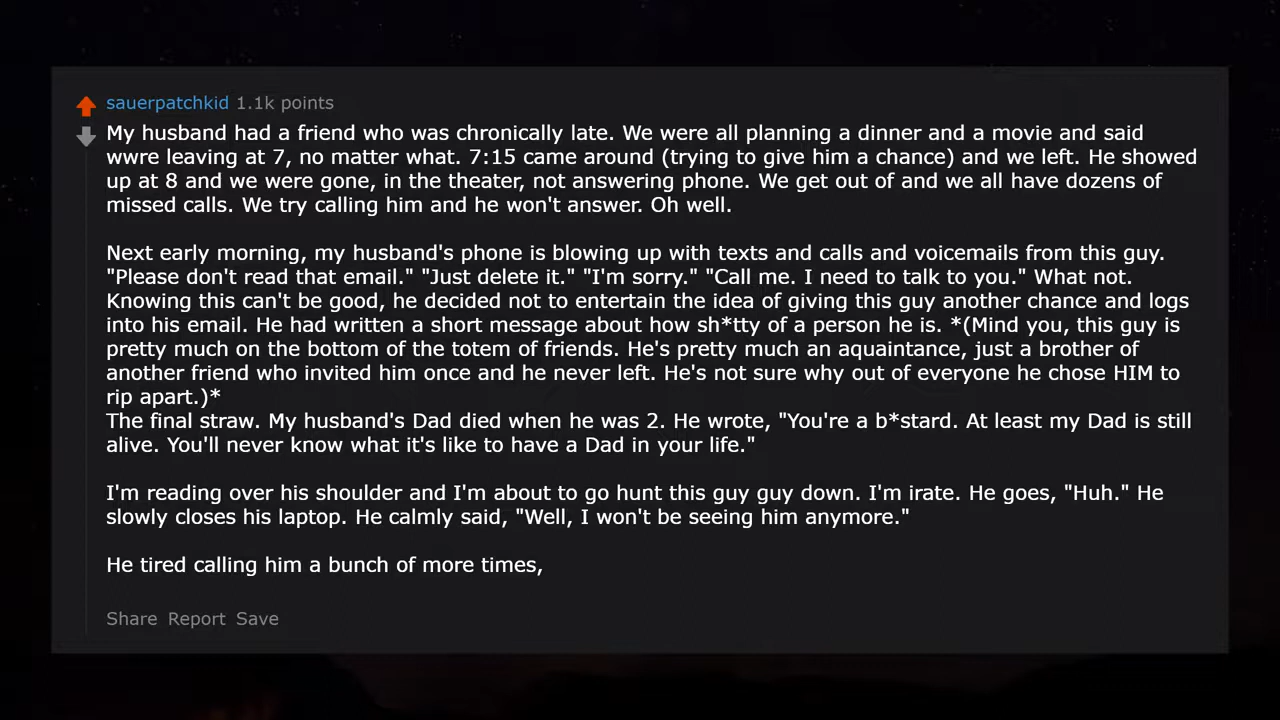 sauerpatchkid 1.1k points
My husband had a friend who was chronically late. We were all planning a dinner and a movie and said
wwre leaving at 7, no matter what. 7:15 came around (trying to give him a chance) and we left. He showed
up at 8 and we were gone, in the theater, not answering phone. We get out of and we all have dozens of
missed calls. We try calling him and he won't answer. Oh well.
Next early morning, my husband's phone is blowing up with texts and calls and voicemails from this guy.
"Please don't read that email." "Just delete it." "I'm sorry." "Call me. I need to talk to you." What not.
Knowing this can't be good, he decided not to entertain the idea of giving this guy another chance and logs
into his email. He had written a short message about how sh*tty of a person he is. *(Mind you, this guy is
pretty much on the bottom of the totem of friends. He's pretty much an aquaintance, just a brother of
another friend who invited him once and he never left. He's not sure why out of everyone he chose HIM to
rip apart.)*
The final straw. My husband's Dad died when he was 2. He wrote, "You're a b*stard. At least my Dad is still
alive. You'll never know what it's like to have a Dad in your life."
I'm reading over his shoulder and I'm about to go hunt this guy guy down. I'm irate. He goes, "Huh." He
slowly closes his laptop. He calmly said, "Well, I won't be seeing him anymore."
He tired calling him a bunch of more times,
Share Report Save